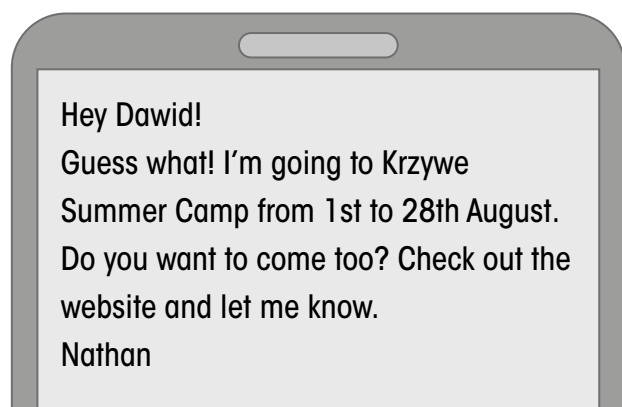 Hey Dawid!
Guess what! I'm going to Krzywe
Summer Camp from 1st to 28th August.
Do you want to come too? Check out the
website and let me know.
Nathan